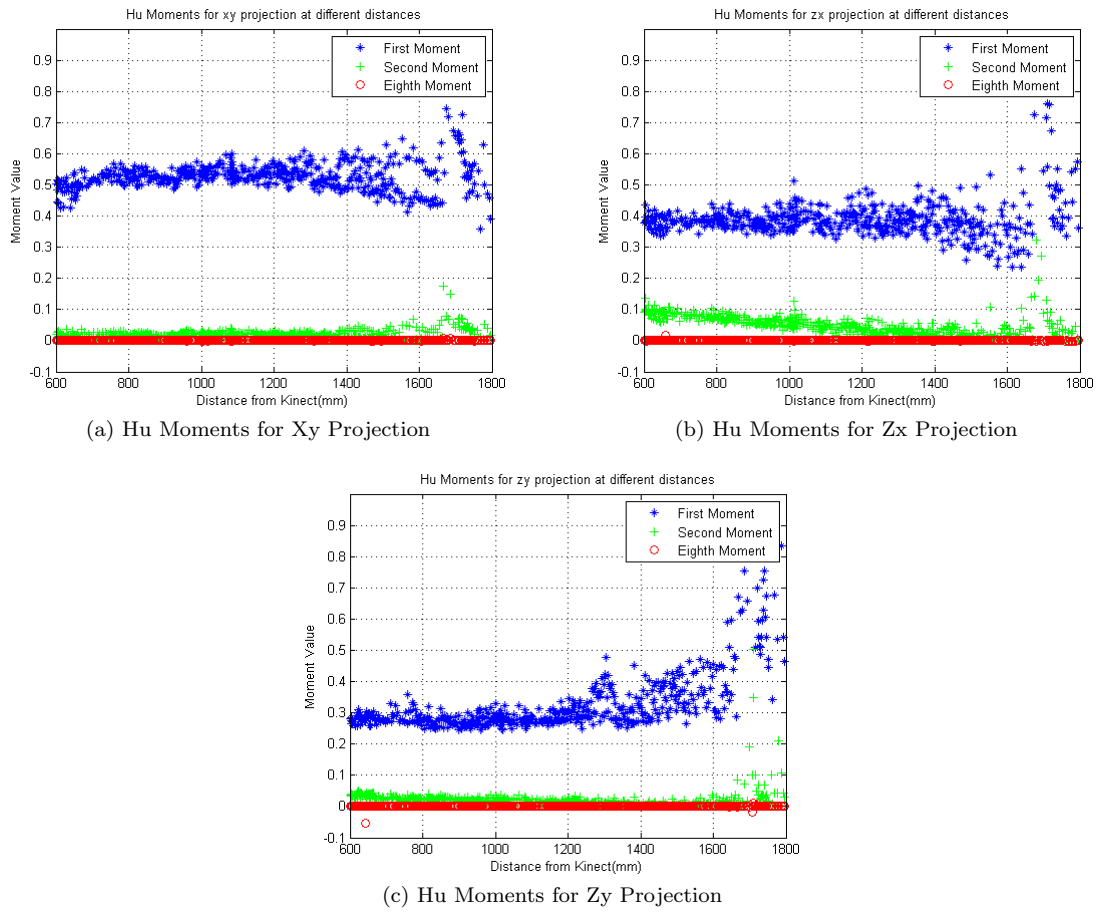 Hu Moments for xy projection at different distances
First Moment
Second Moment
Eighth Moment
0.9
0.8
0.7
0.6
0.5
0.4
0.3
0.2
0.1
0
-0.1
Moment Value
600 800 1000 1200 1400 1600 1800
Distance from Kinect(mm)
(a) Hu Moments for Xy Projection
Hu Moments for zx projection at different distances
First Moment
Second Moment
Eighth Moment
0.9
0.8
0.7
0.6
0.5
0.4
0.3
0.2
0.1
0
-0.1
Moment Value
600 800 1000 1200 1400 1600 1800
Distance from Kinect(mm)
(b) Hu Moments for Zx Projection
Hu Moments for zy projection at different distances
First Moment
Second Moment
Eighth Moment
0.9
0.8
0.7
0.6
0.5
0.4
0.3
0.2
0.1
0
-0.1
Moment Value
600 800 1000 1200 1400 1600 1800
Distance from Kinect(mm)
(c) Hu Moments for Zy Projection